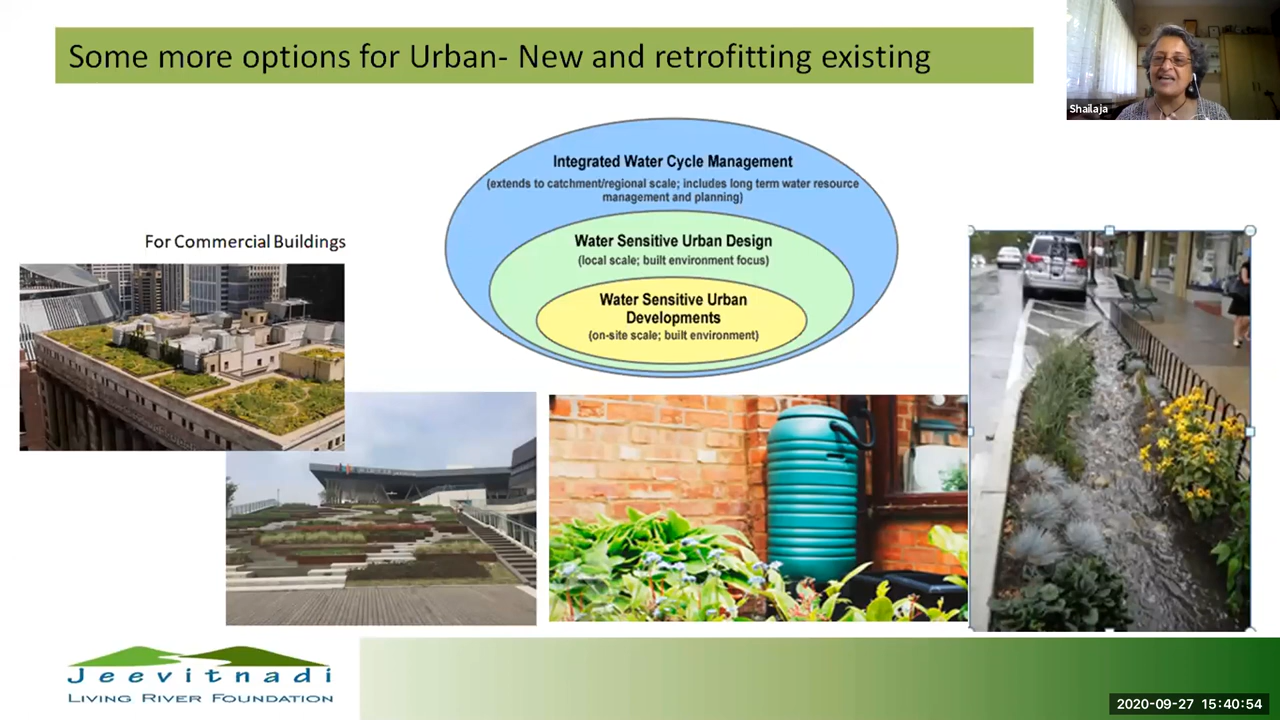 Some more options for Urban- New and retrofitting existing
Shailaja
Integrated Water Cycle Management
(extends to catchment/regional scale; includes long term water resource
management and planning)
Water Sensitive Urban Design
(local scale; built environment focus)
Water Sensitive Urban
Developments
(on-site scale; built environment)
For Commercial Buildings
Jeevitnadi
LIVING RIVER FOUNDATION
2020-09-27 15:40:54